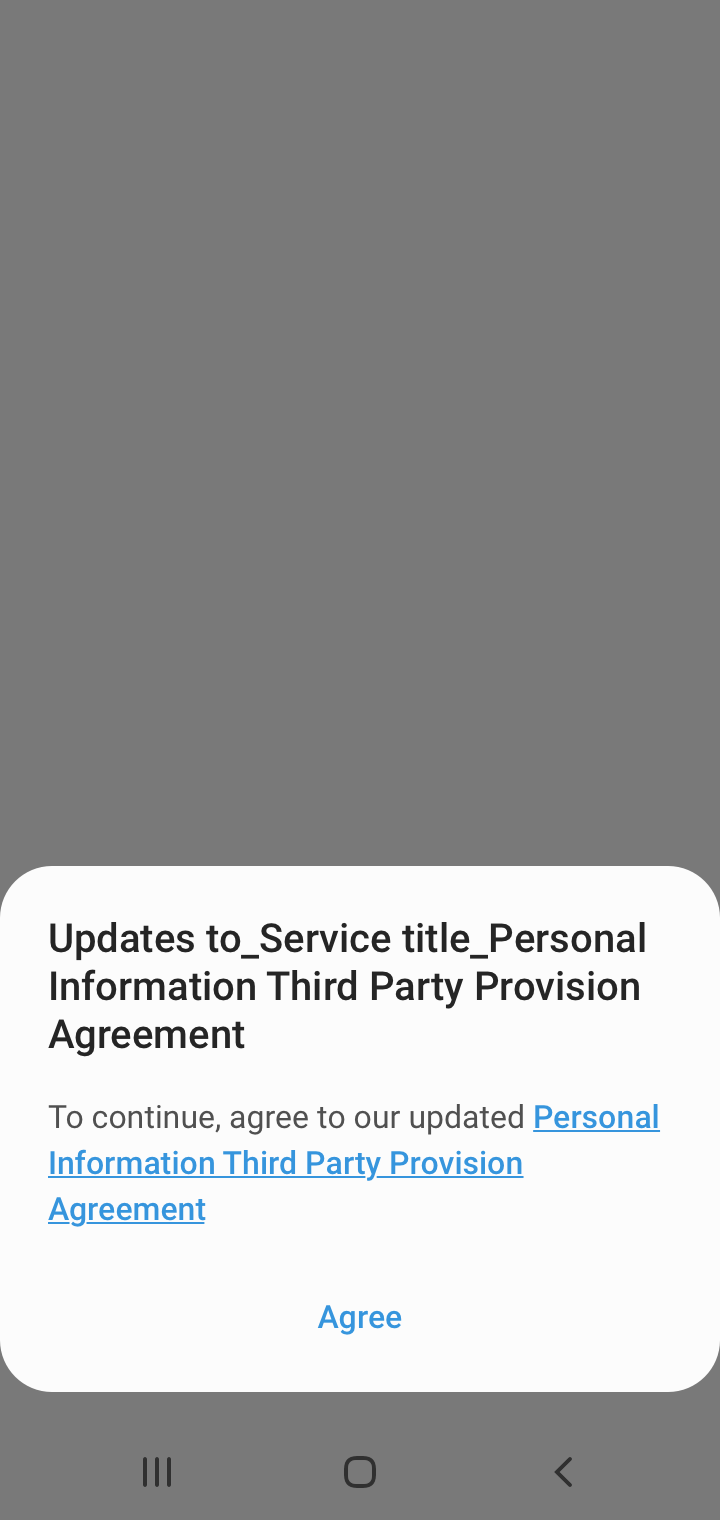 Updates to_Service title_Personal
Information Third Party Provision
Agreement
To continue, agree to our updated Personal
Information Third Party Provision
Agreement
Agree